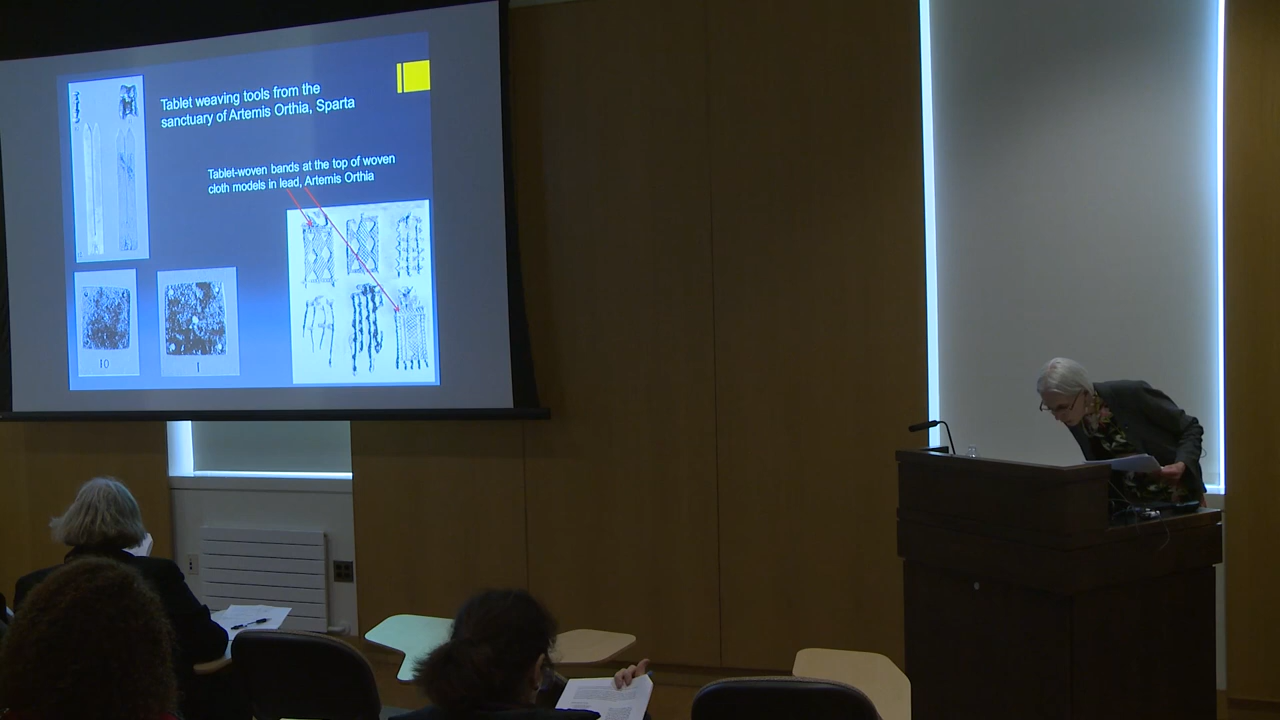 Tablet weaving tools from the
sanctuary of Artemis Orthia, Sparta
Tablet-woven bands at the top of woven
cloth models in lead, Artemis Orthia
10
1